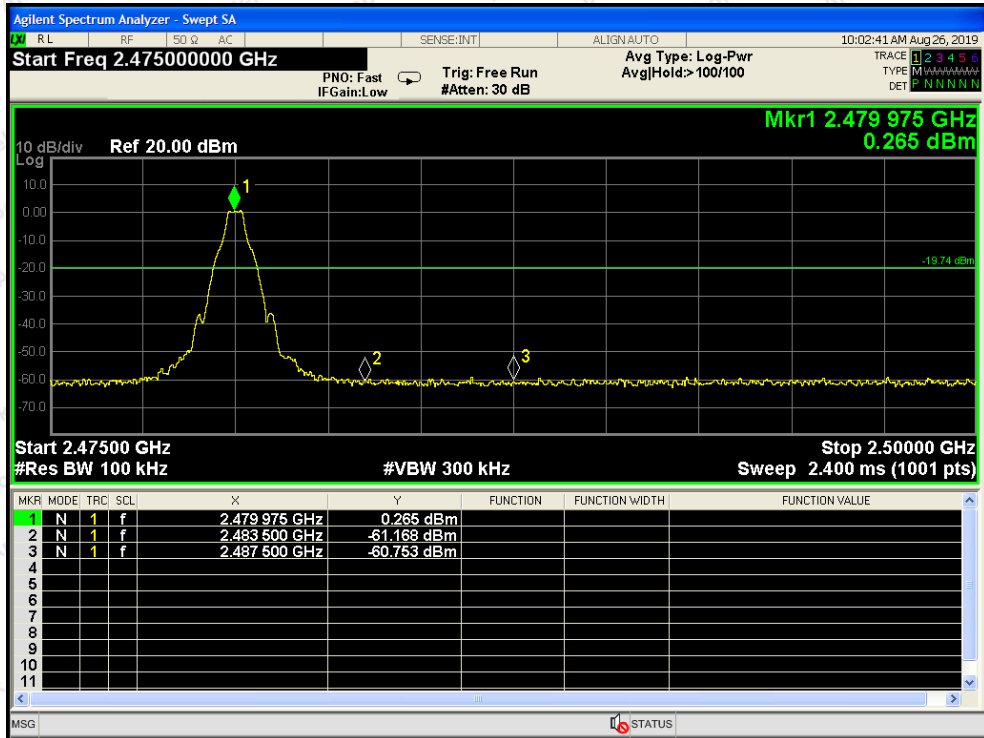 Agilent Spectrum Analyzer - Swept SA
LXI RL RF 50 Ω AC SENSE:INT ALIGN AUTO 10:02:41 AM Aug 26, 2019
Start Freq 2.475000000 GHz
PNO: Fast
IFGain:Low
Trig: Free Run
#Atten: 30 dB
Avg Type: Log-Pwr
Avg|Hold:> 100/100
TRACE 1 2 3 4 5 6
TYPE M
DET P N N N N N
Mkr1 2.479 975 GHz
0.265 dBm
10 dB/div
Log
Ref 20.00 dBm
10.0
0.00
-10.0
-20.0
-30.0
-40.0
-50.0
-60.0
-70.0
1
-19.74 dBm
2
3
Start 2.47500 GHz Stop 2.50000 GHz
#Res BW 100 kHz #VBW 300 kHz Sweep 2.400 ms (1001 pts)
MKR MODE TRC SCL X Y FUNCTION FUNCTION WIDTH FUNCTION VALUE
1 N 1 f 2.479 975 GHz 0.265 dBm
2 N 1 f 2.483 500 GHz -61.168 dBm
3 N 1 f 2.487 500 GHz -60.753 dBm
4
5
6
7
8
9
10
11
MSG STATUS